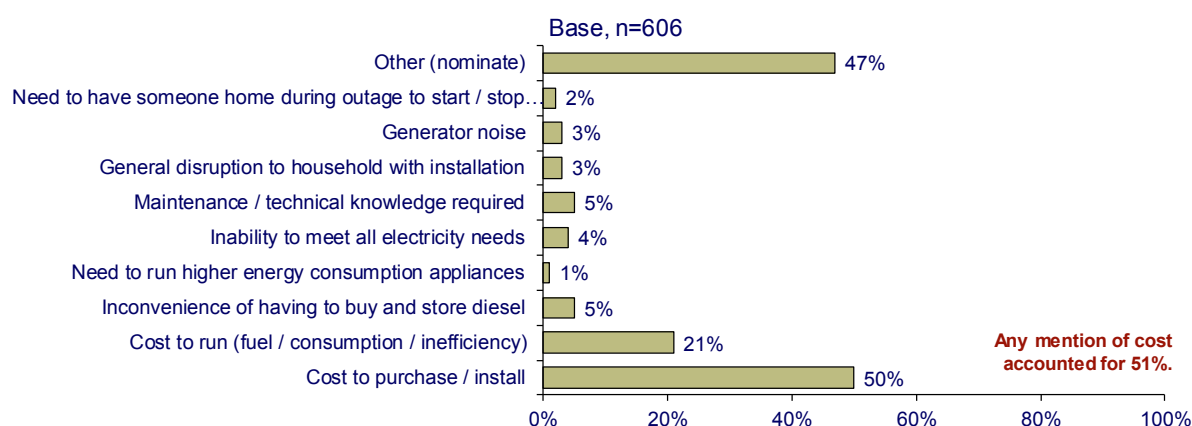 Base, n=606
Other (nominate) 47%
Need to have someone home during outage to start / stop… 2%
Generator noise 3%
General disruption to household with installation 3%
Maintenance / technical knowledge required 5%
Inability to meet all electricity needs 4%
Need to run higher energy consumption appliances 1%
Inconvenience of having to buy and store diesel 5%
Cost to run (fuel / consumption / inefficiency) 21%
Any mention of cost
accounted for 51%.
Cost to purchase / install 50%
0% 20% 40% 60% 80% 100%